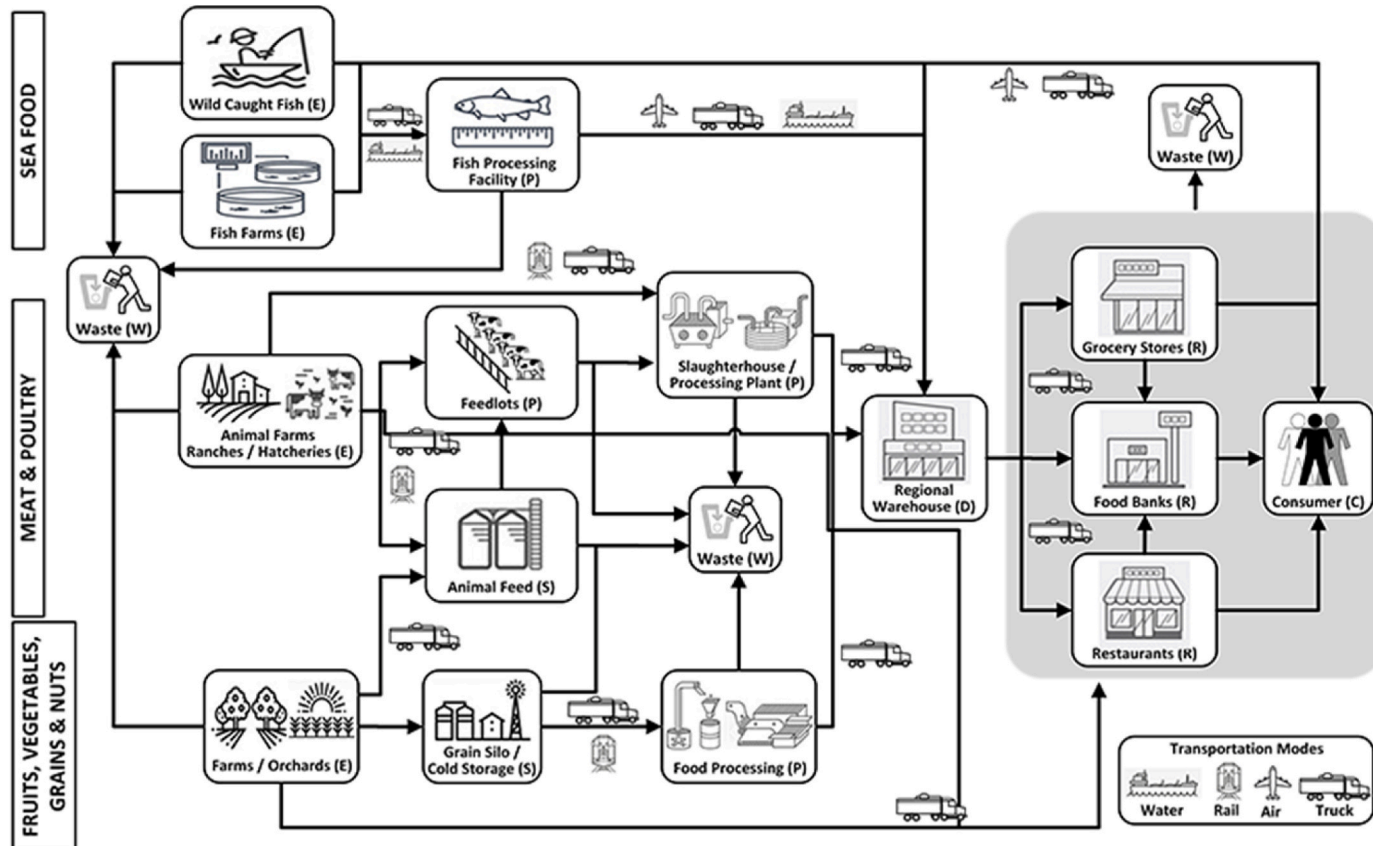 SEA FOOD
MEAT & POULTRY
FRUITS, VEGETABLES,
GRAINS & NUTS
Wild Caught Fish (E)
Fish Farms (E)
Fish Processing
Facility (P)
Waste (W)
Waste (W)
Animal Farms
Ranches / Hatcheries (E)
Feedlots (P)
Slaughterhouse /
Processing Plant (P)
Animal Feed (S)
Waste (W)
Regional
Warehouse (D)
Grocery Stores (R)
Food Banks (R)
Restaurants (R)
Consumer (C)
Farms / Orchards (E)
Grain Silo /
Cold Storage (S)
Food Processing (P)
Transportation Modes
Water
Rail
Air
Truck